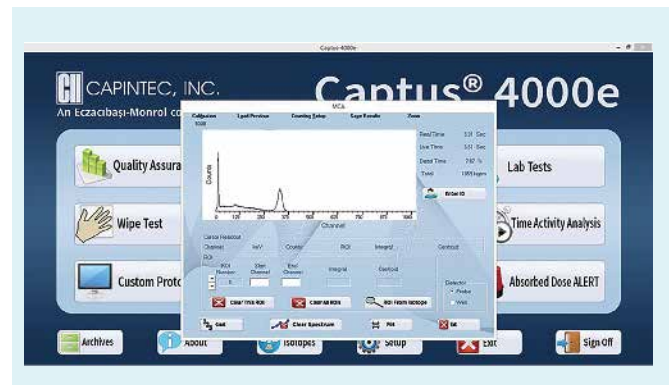 Captus 4000e
CAPINTEC, INC.
An Eczacıbaşı-Monrol co
Captus® 4000e
MCA
Calibration Load Previous Counting Setup Save Results Zoom
Real Time Sec
Live Time Sec
Dead Time %
Total
Counts
Channel
Enter ID
Cursor Readout
Channel keV Counts ROI Integral Centroid
ROI
ROI Number Start Channel End Channel Integral Centroid
Detector
Probe
Well
Clear This ROI Clear All ROIs ROI From Isotope
Clear Spectrum Exit
Quality Assura
Lab Tests
Wipe Test
Time Activity Analysis
Custom Proto
Absorbed Dose ALERT
Archives About Isotopes Setup Exit Sign Off